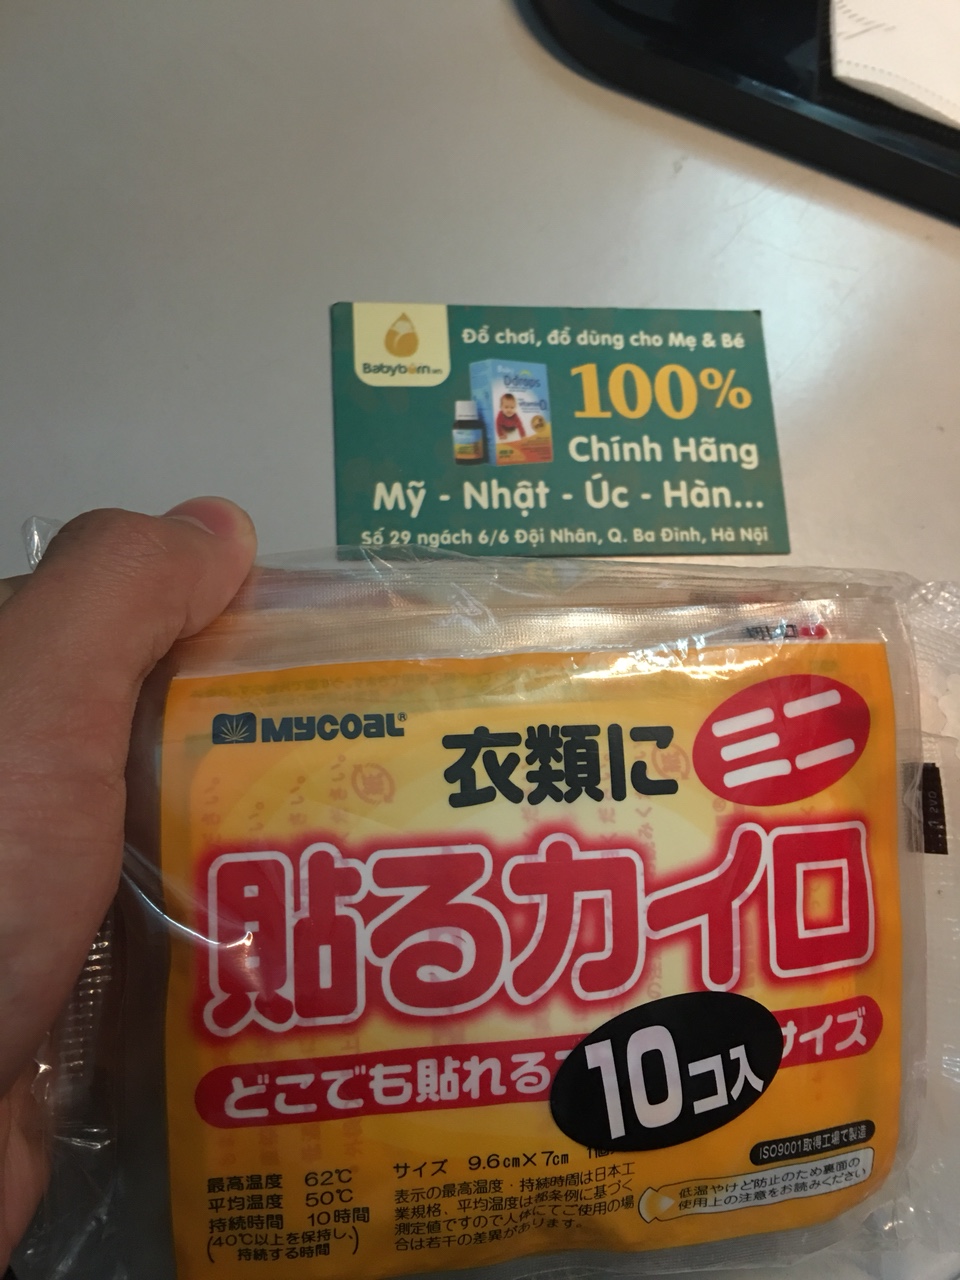 Babyborn.vn
Đồ chơi, đồ dùng cho Mẹ & Bé
Ddrops
100%
Chính Hãng
Mỹ - Nhật - Úc - Hàn...
Số 29 ngách 6/6 Đội Nhân, Q. Ba Đình, Hà Nội
MYCOAL®
衣類に
ミニ
貼るカイロ
どこでも貼れる
サイズ
10コ入
ISO9001取得工場で製造
最高温度 62℃
平均温度 50℃
持続時間 10時間
(40℃以上を保持し、
持続する時間)
サイズ 9.6cm×7cm
表示の最高温度・持続時間は日本工
業規格、平均温度は都条例に基づく
測定値ですので人体にてご使用の場
合は若干の差異があります。
低温やけど防止のため裏面の
使用上の注意をお読みください